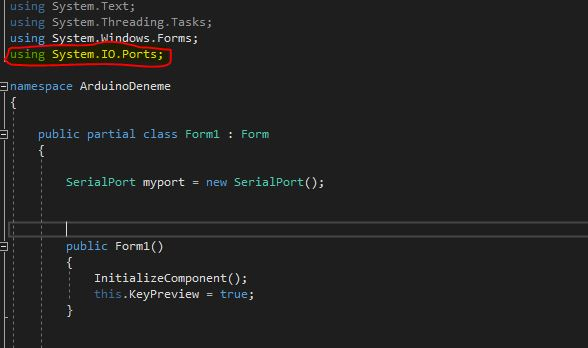 using System.Text;
using System.Threading.Tasks;
using System.Windows.Forms;
using System.IO.Ports;
namespace ArduinoDeneme
{
public partial class Form1 : Form
{
SerialPort myport = new SerialPort();
public Form1()
{
InitializeComponent();
this.KeyPreview = true;
}